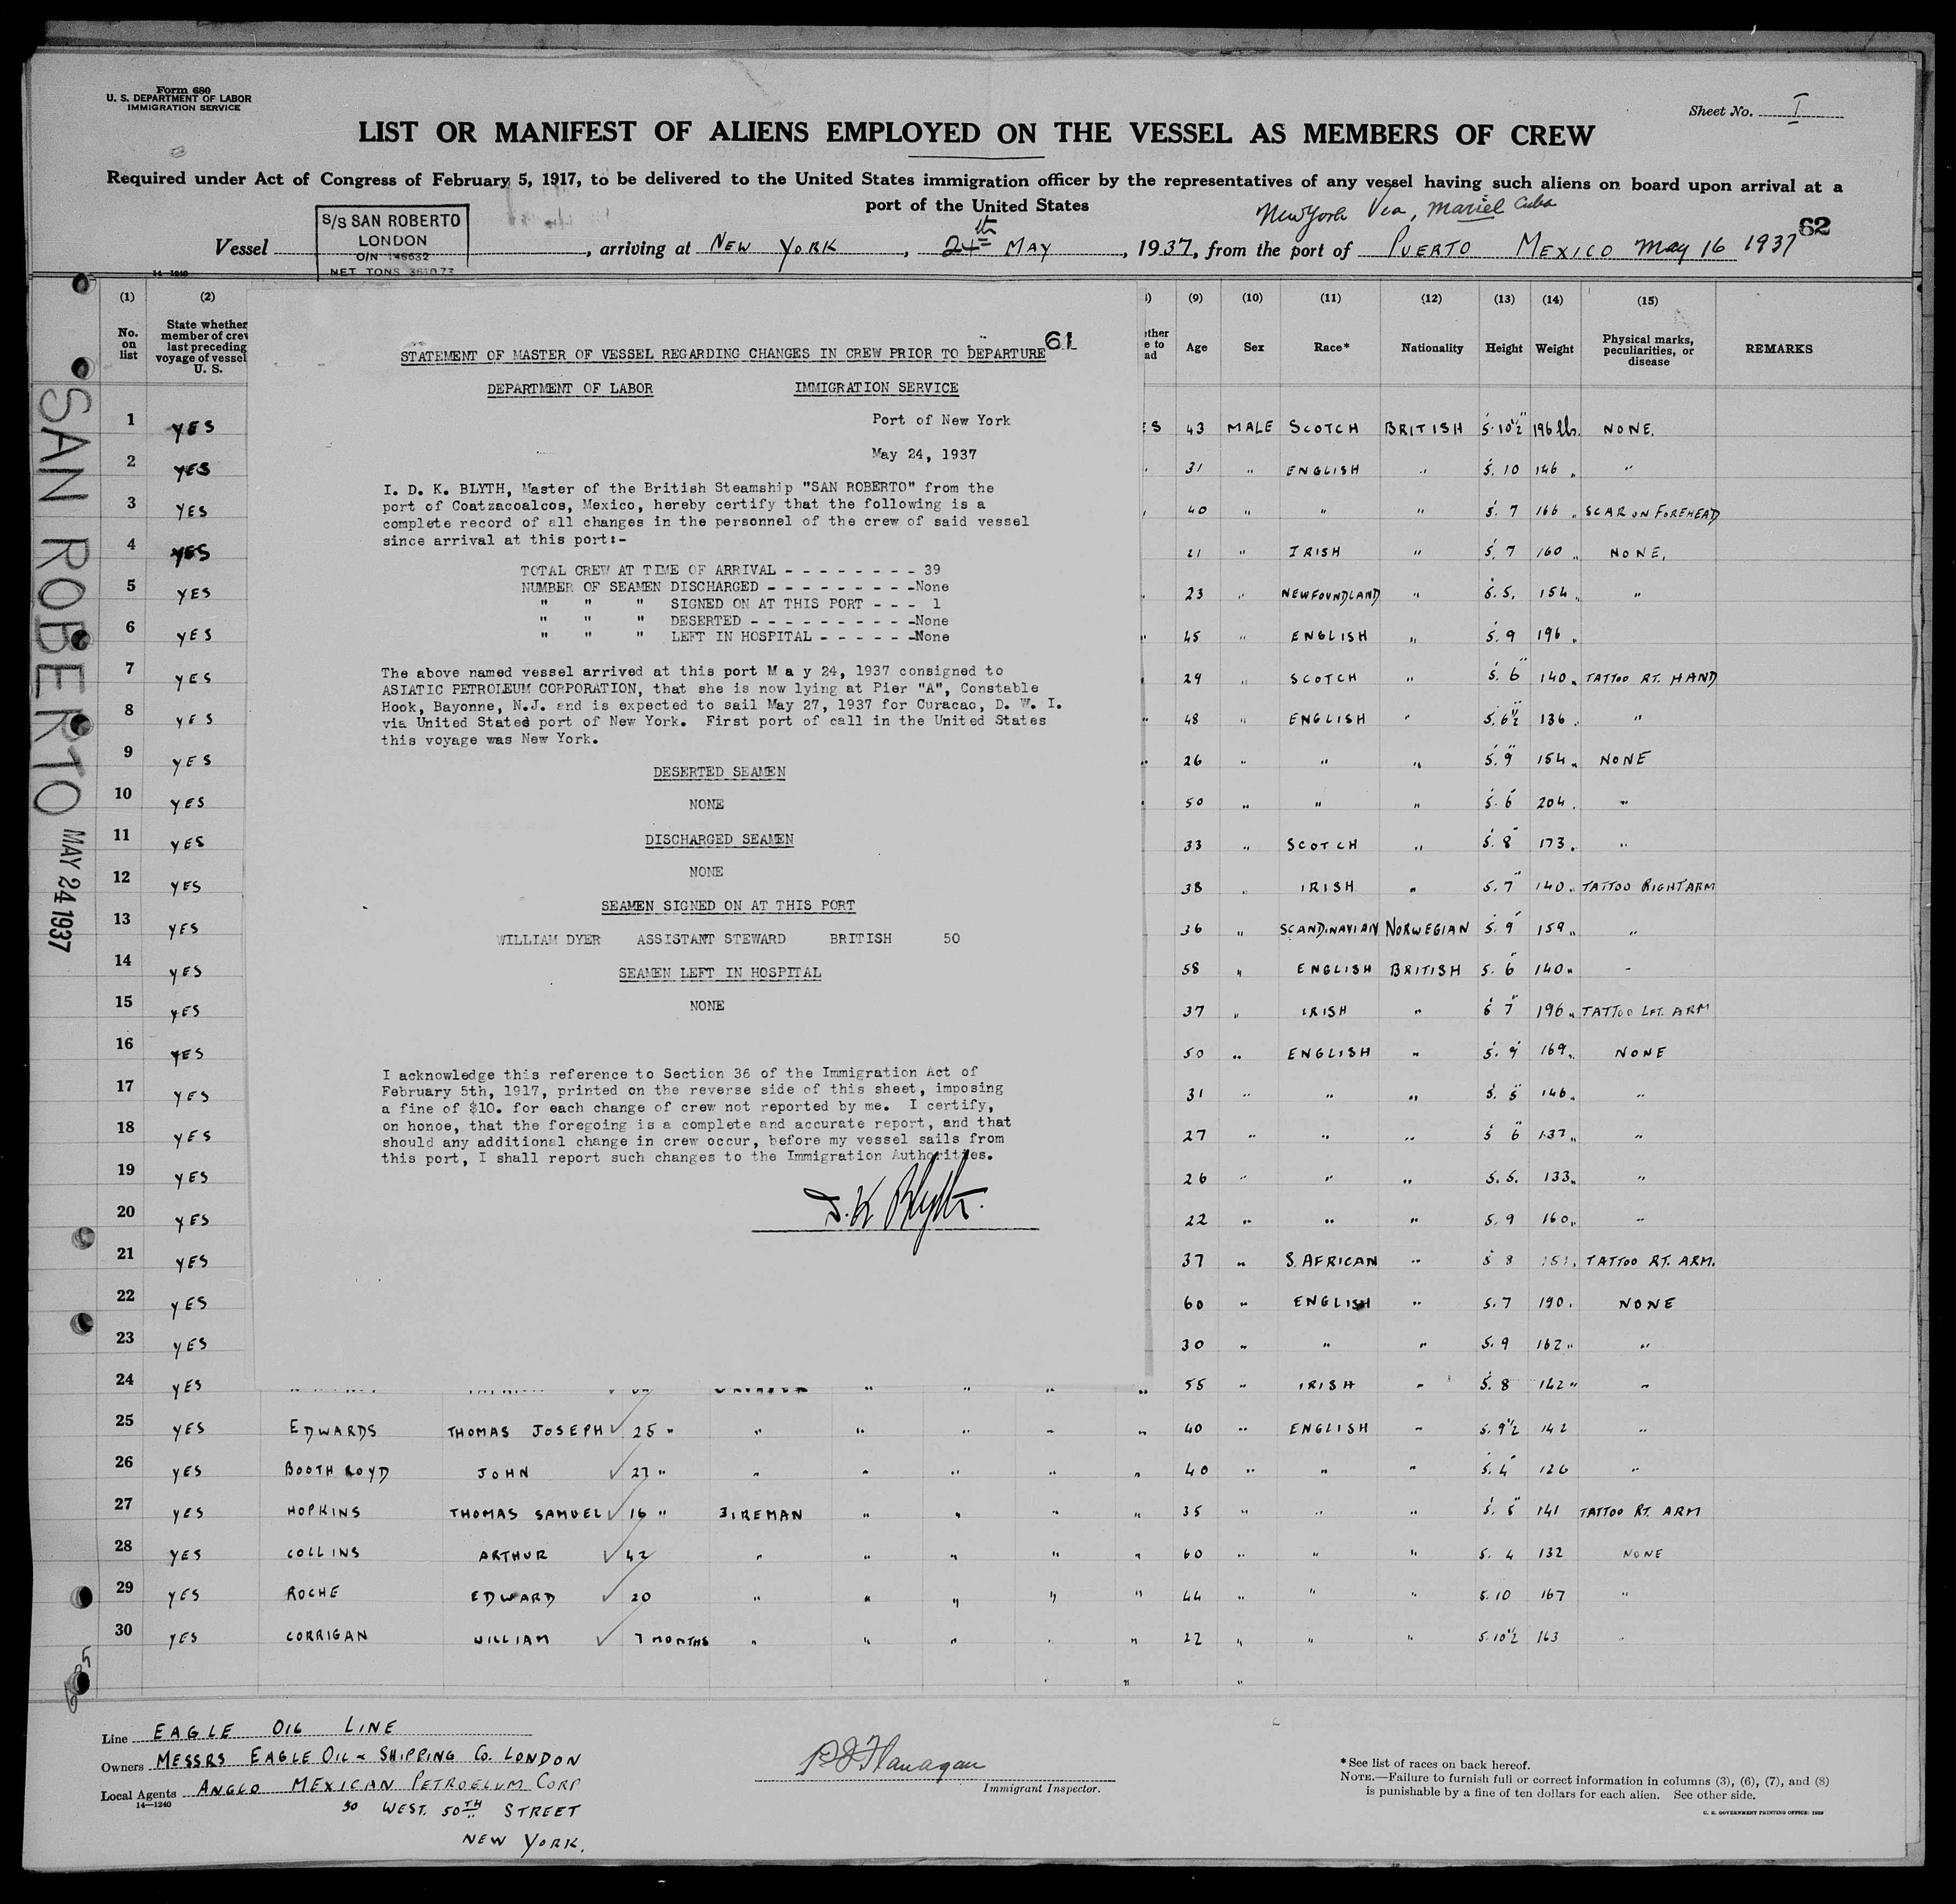 Form 680
U. S. DEPARTMENT OF LABOR
IMMIGRATION SERVICE
Sheet No. I
LIST OR MANIFEST OF ALIENS EMPLOYED ON THE VESSEL AS MEMBERS OF CREW
Required under Act of Congress of February 5, 1917, to be delivered to the United States immigration officer by the representatives of any vessel having such aliens on board upon arrival at a
port of the United States
New York Via, Mariel Cuba
62
S/S SAN ROBERTO
LONDON
O/N 146632
NET TONS
Vessel , arriving at NEW YORK , 24th MAY , 1937, from the port of PUERTO MEXICO May 16 1937
14-1240
(1) (2) (9) (10) (11) (12) (13) (14) (15)
No. on list
State whether member of crew last preceding voyage of vessel U. S.
Age Sex Race* Nationality Height Weight Physical marks, peculiarities, or disease REMARKS
SAN ROBERTO MAY 24 1937
61
STATEMENT OF MASTER OF VESSEL REGARDING CHANGES IN CREW PRIOR TO DEPARTURE
DEPARTMENT OF LABOR IMMIGRATION SERVICE
Port of New York
May 24, 1937
I. D. K. BLYTH, Master of the British Steamship "SAN ROBERTO" from the
port of Coatzacoalcos, Mexico, hereby certify that the following is a
complete record of all changes in the personnel of the crew of said vessel
since arrival at this port:-
TOTAL CREW AT TIME OF ARRIVAL - - - - - - - - 39
NUMBER OF SEAMEN DISCHARGED - - - - - - - - -None
" " " SIGNED ON AT THIS PORT - - - 1
" " " DESERTED - - - - - - - - - -None
" " " LEFT IN HOSPITAL - - - - - -None
The above named vessel arrived at this port M a y 24, 1937 consigned to
ASIATIC PETROLEUM CORPORATION, that she is now lying at Pier "A", Constable
Hook, Bayonne, N.J. and is expected to sail May 27, 1937 for Curacao, D. W. I.
via United States port of New York. First port of call in the United States
this voyage was New York.
DESERTED SEAMEN
NONE
DISCHARGED SEAMEN
NONE
SEAMEN SIGNED ON AT THIS PORT
WILLIAM DYER ASSISTANT STEWARD BRITISH 50
SEAMEN LEFT IN HOSPITAL
NONE
I acknowledge this reference to Section 36 of the Immigration Act of
February 5th, 1917, printed on the reverse side of this sheet, imposing
a fine of $10. for each change of crew not reported by me. I certify,
on honoe, that the foregoing is a complete and accurate report, and that
should any additional change in crew occur, before my vessel sails from
this port, I shall report such changes to the Immigration Authorities.
D. K Blyth.
1 YES 43 MALE SCOTCH BRITISH 5.10½ 196 lbs. NONE.
2 YES 31 " ENGLISH " 5. 10 146 " "
3 YES 40 " " " 5. 7 166 " SCAR ON FOREHEAD
4 YES 21 " IRISH " 5. 7 160 " NONE.
5 YES 23 " NEWFOUNDLAND " 5. 154 " "
6 YES 45 " ENGLISH " 5. 9 196 "
7 YES 29 " SCOTCH " 5. 6 140 " TATTOO RT. HAND
8 YES 48 " ENGLISH " 5.6½ 136 "
9 YES 26 " " " 5. 9 154 " NONE
10 YES 50 " " " 5. 6 204 "
11 YES 33 " SCOTCH " 5. 8 173 "
12 YES 38 " IRISH " 5. 7 140 " TATTOO RIGHT ARM
13 YES 36 " SCANDINAVIAN NORWEGIAN 5. 9 159 " "
14 YES 58 " ENGLISH BRITISH 5. 6 140 " "
15 YES 37 " IRISH " 7 196 " TATTOO LFT. ARM
16 YES 50 " ENGLISH " 5. 9 169 " NONE
17 YES 31 " " " 5. 5 146 " "
18 YES 27 " " " 5 6 137 " "
19 YES 26 " " " 5. 5. 133 " "
20 YES 22 " " " 5. 9 160 " "
21 YES 37 " S. AFRICAN " 5 8 151 TATTOO RT. ARM.
22 YES 60 " ENGLISH " 5. 7 190 NONE
23 YES 30 " " " 5. 9 162 " "
24 YES 55 " IRISH " 5. 8 142 " "
25 YES EDWARDS THOMAS JOSEPH 25 " " " " " " 40 " ENGLISH " 5. 9½ 142 "
26 YES BOOTHROYD JOHN 27 " " " " " " 40 " " " 5. 4 126 "
27 YES HOPKINS THOMAS SAMUEL 16 " FIREMAN " " " " 35 " " " 5. 5 141 TATTOO RT. ARM
28 YES COLLINS ARTHUR 42 " " " " " 60 " " " 5. 4 132 NONE
29 YES ROCHE EDWARD 20 " " " " " 44 " " " 5. 10 167 "
30 YES CORRIGAN WILLIAM 7 MONTHS " " " " " 22 " " " 5. 10½ 163 "
Line EAGLE OIL LINE
Owners MESSRS EAGLE OIL & SHIPPING Co. LONDON
Local Agents ANGLO MEXICAN PETROELUM CORP
14-1240
50 WEST. 50TH STREET
NEW YORK.
P J Flanagan
Immigrant Inspector.
* See list of races on back hereof.
NOTE.—Failure to furnish full or correct information in columns (3), (6), (7), and (8)
is punishable by a fine of ten dollars for each alien. See other side.
U. S. GOVERNMENT PRINTING OFFICE: 1929